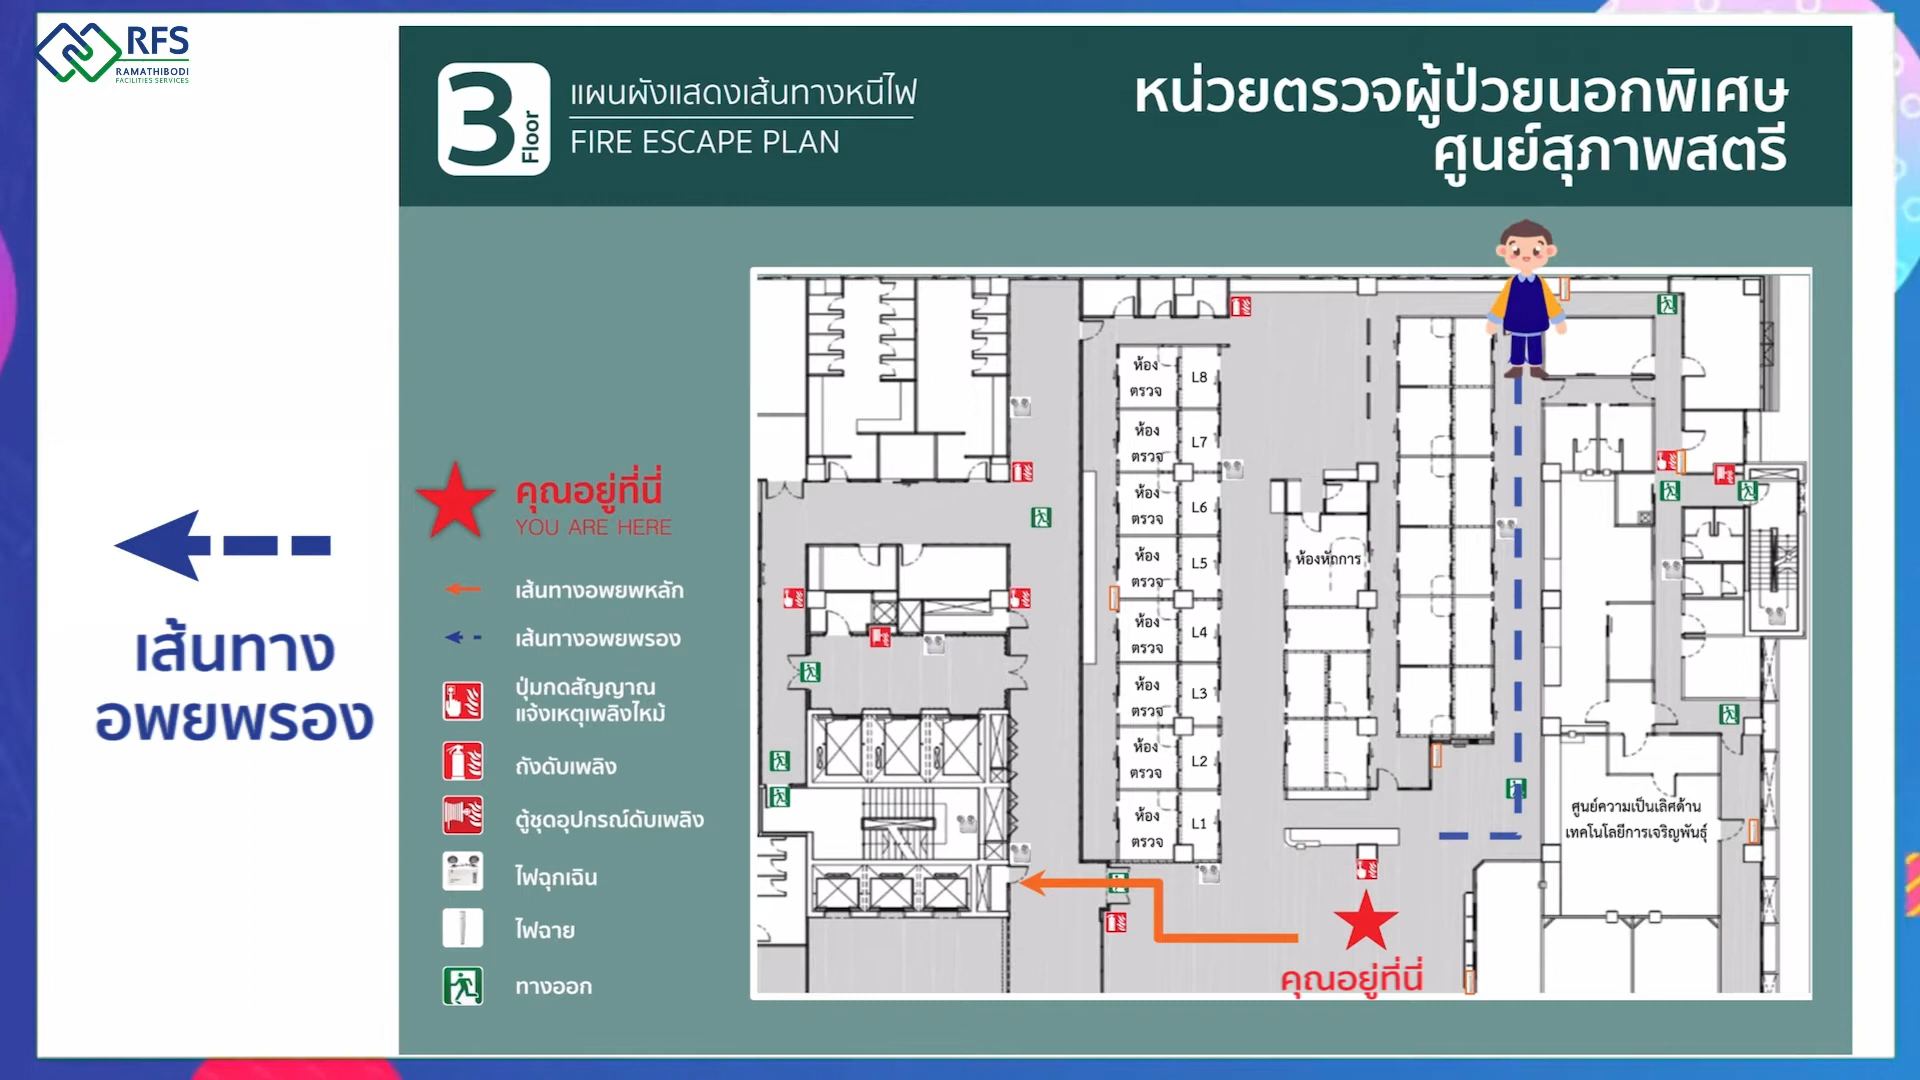 RFS
RAMATHIBODI
FACILITIES SERVICES
3
Floor
แผนผังแสดงเส้นทางหนีไฟ
FIRE ESCAPE PLAN
หน่วยตรวจผู้ป่วยนอกพิเศษ
ศูนย์สุภาพสตรี
เส้นทาง
อพยพรอง
คุณอยู่ที่นี่
YOU ARE HERE
เส้นทางอพยพหลัก
เส้นทางอพยพรอง
ปุ่มกดสัญญาณ
แจ้งเหตุเพลิงไหม้
ถังดับเพลิง
ตู้ชุดอุปกรณ์ดับเพลิง
ไฟฉุกเฉิน
ไฟฉาย
ทางออก
ห้อง
ตรวจ
L8
ห้อง
ตรวจ
L7
ห้อง
ตรวจ
L6
ห้อง
ตรวจ
L5
ห้อง
ตรวจ
L4
ห้อง
ตรวจ
L3
ห้อง
ตรวจ
L2
ห้อง
ตรวจ
L1
ห้องหัถการ
ศูนย์ความเป็นเลิศด้าน
เทคโนโลยีการเจริญพันธุ์
คุณอยู่ที่นี่